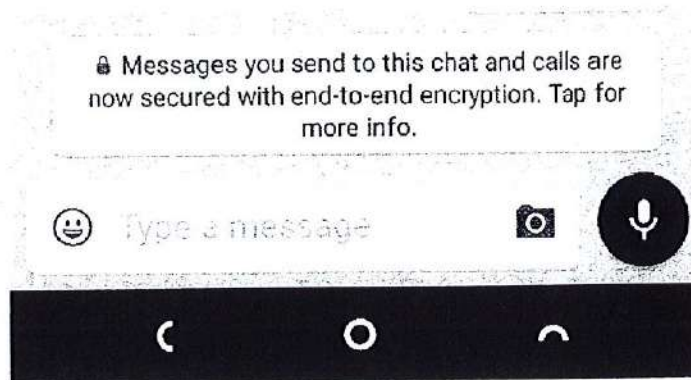 Messages you send to this chat and calls are
now secured with end-to-end encryption. Tap for
more info.
Type a message